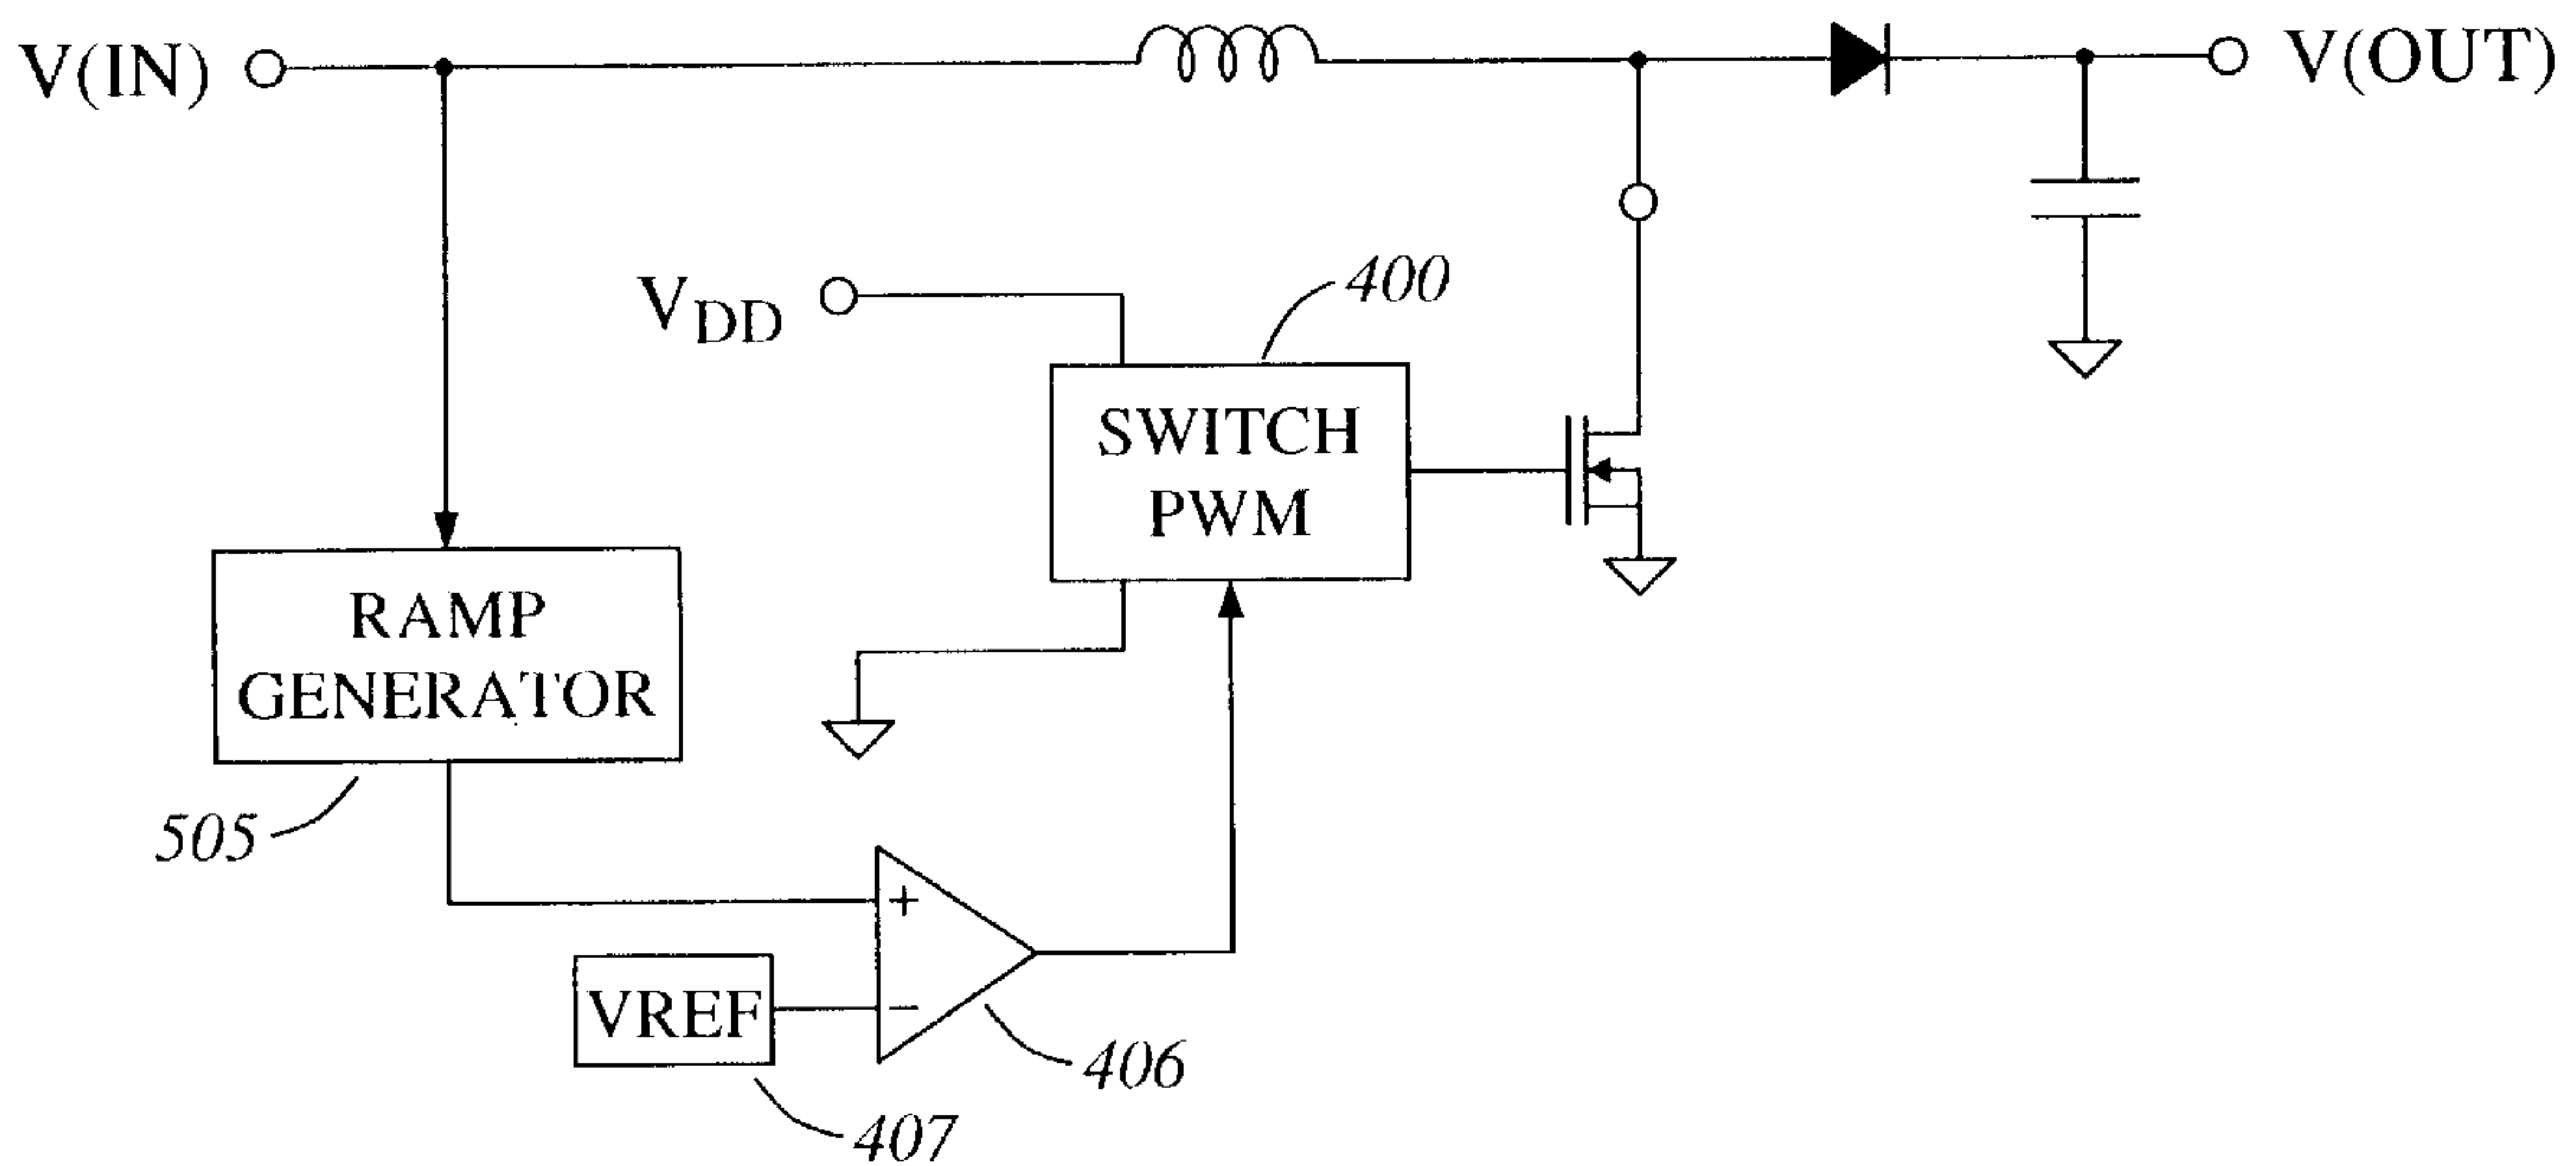 V(IN)
V(OUT)
VDD
400
SWITCH
PWM
RAMP
GENERATOR
505
+
VREF
−
406
407